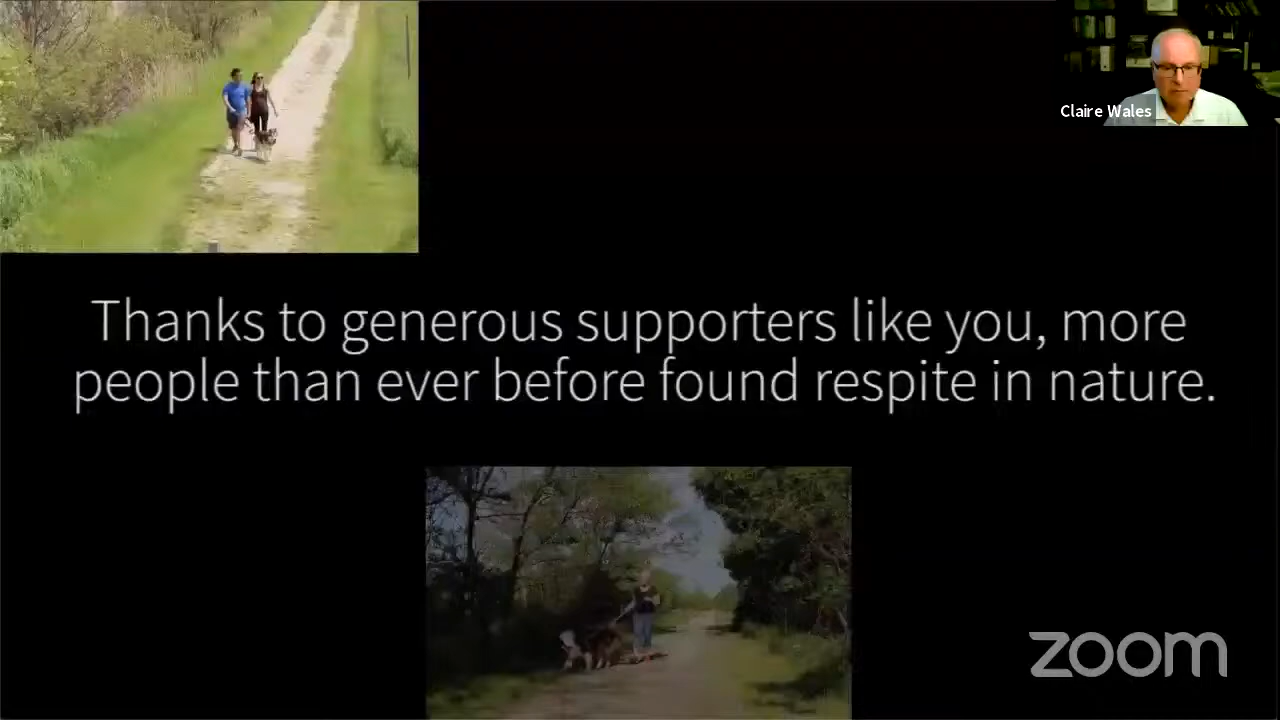 Claire Wales
Thanks to generous supporters like you, more
people than ever before found respite in nature.
zoom